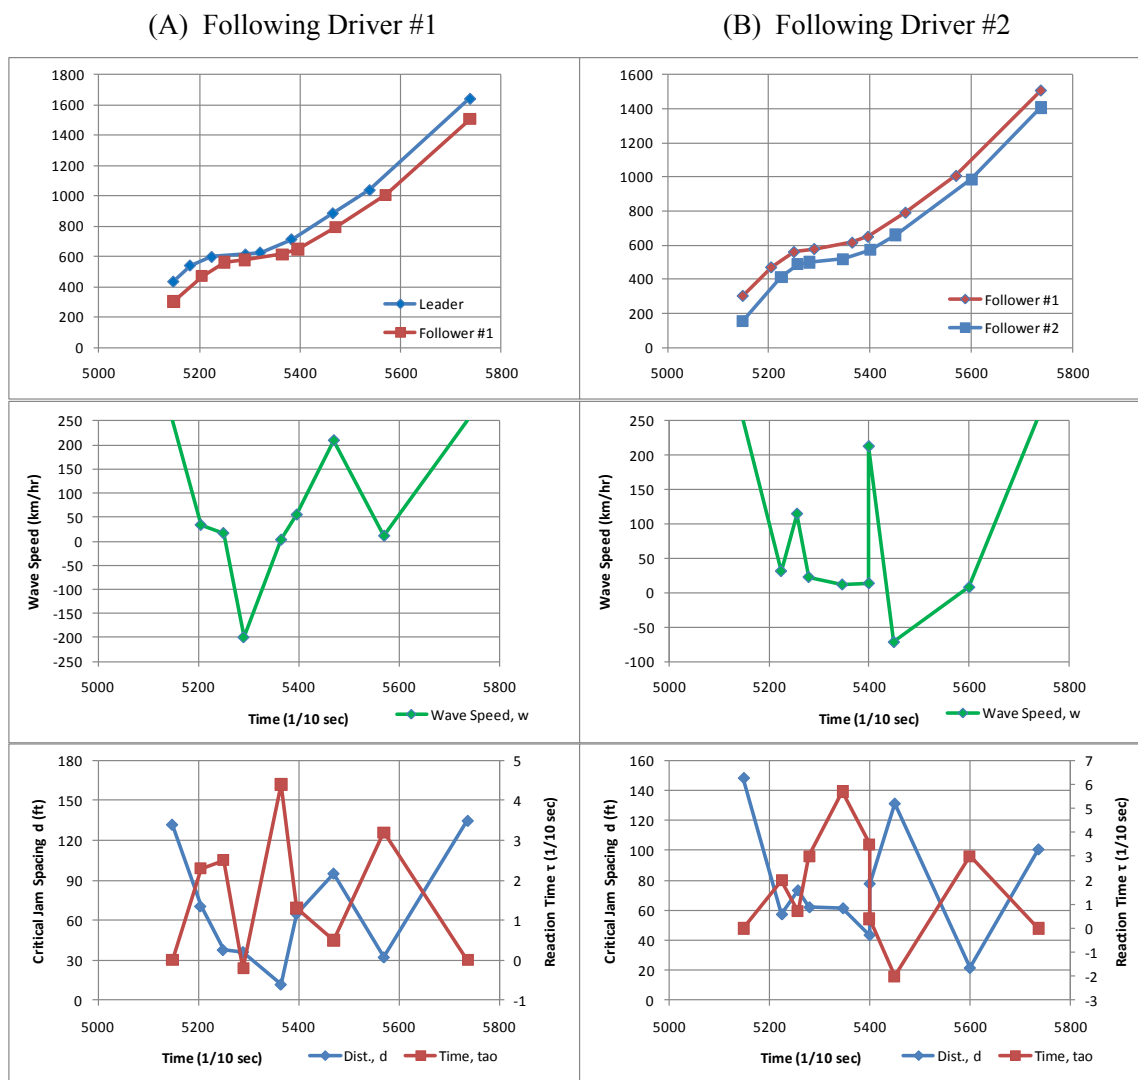 (A) Following Driver #1
(B) Following Driver #2
1800
1600
1400
1200
1000
800
600
400
200
0
5000 5200 5400 5600 5800
Leader
Follower #1
1600
1400
1200
1000
800
600
400
200
0
5000 5200 5400 5600 5800
Follower #1
Follower #2
Wave Speed (km/hr)
250
200
150
100
50
0
-50
-100
-150
-200
-250
5000 5200 5400 5600 5800
Time (1/10 sec)
Wave Speed, w
Wave Speed (km/hr)
250
200
150
100
50
0
-50
-100
5000 5200 5400 5600 5800
Time (1/10 sec)
Wave Speed, w
Critical Jam Spacing d (ft)
180
150
120
90
60
30
0
5
4
3
2
1
0
-1
Reaction Time τ (1/10 sec)
5000 5200 5400 5600 5800
Time (1/10 sec)
Dist., d
Time, tao
Critical Jam Spacing d (ft)
160
140
120
100
80
60
40
20
0
7
6
5
4
3
2
1
0
-1
-2
-3
Reaction Time τ (1/10 sec)
5000 5200 5400 5600 5800
Time (1/10 sec)
Dist., d
Time, tao